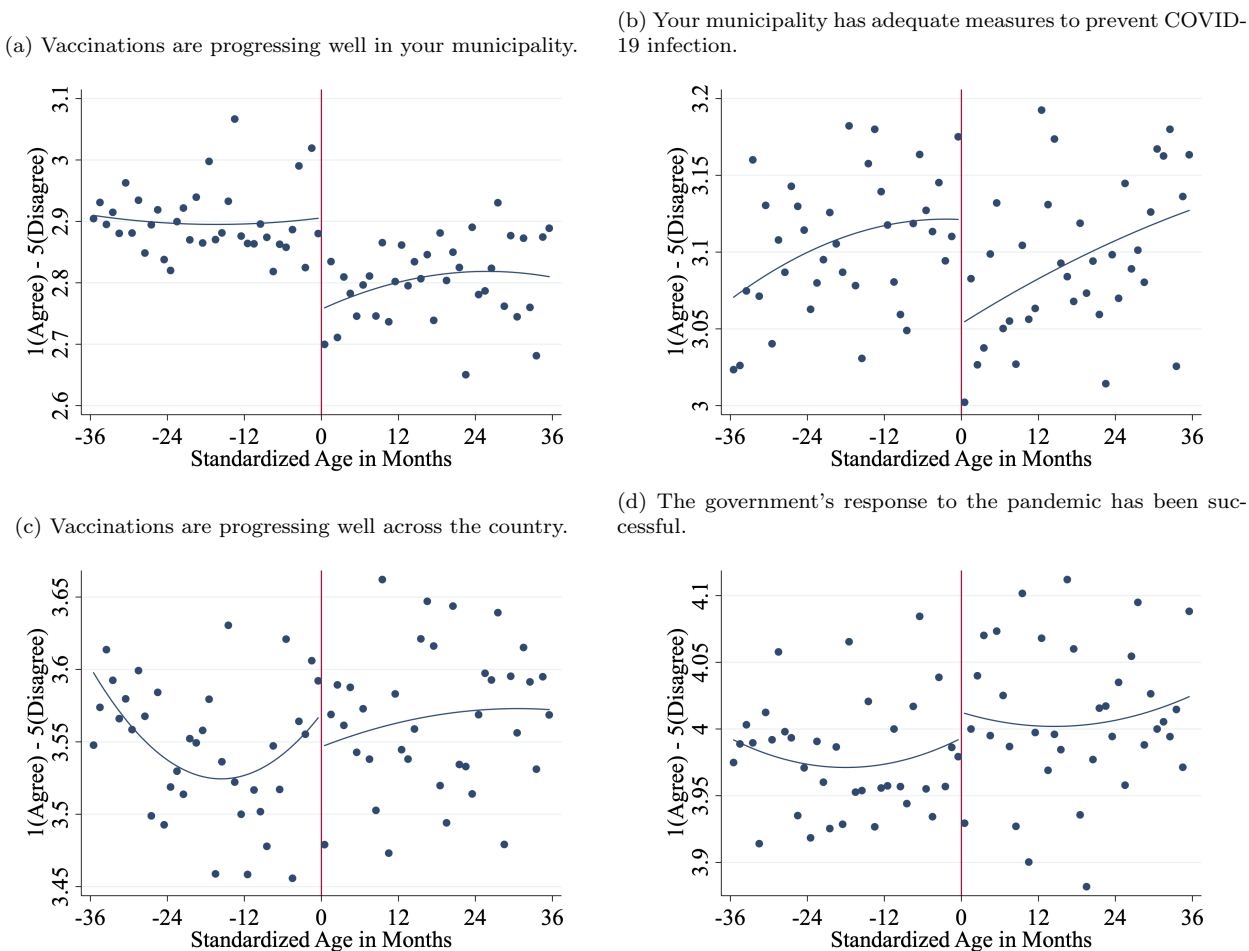 (a) Vaccinations are progressing well in your municipality.
(b) Your municipality has adequate measures to prevent COVID-
19 infection.
1(Agree) - 5(Disagree)
3.1
3
2.9
2.8
2.7
2.6
-36 -24 -12 0 12 24 36
Standardized Age in Months
1(Agree) - 5(Disagree)
3.2
3.15
3.1
3.05
3
-36 -24 -12 0 12 24 36
Standardized Age in Months
(c) Vaccinations are progressing well across the country.
(d) The government's response to the pandemic has been suc-
cessful.
1(Agree) - 5(Disagree)
3.65
3.6
3.55
3.5
3.45
-36 -24 -12 0 12 24 36
Standardized Age in Months
1(Agree) - 5(Disagree)
4.1
4.05
4
3.95
3.9
-36 -24 -12 0 12 24 36
Standardized Age in Months